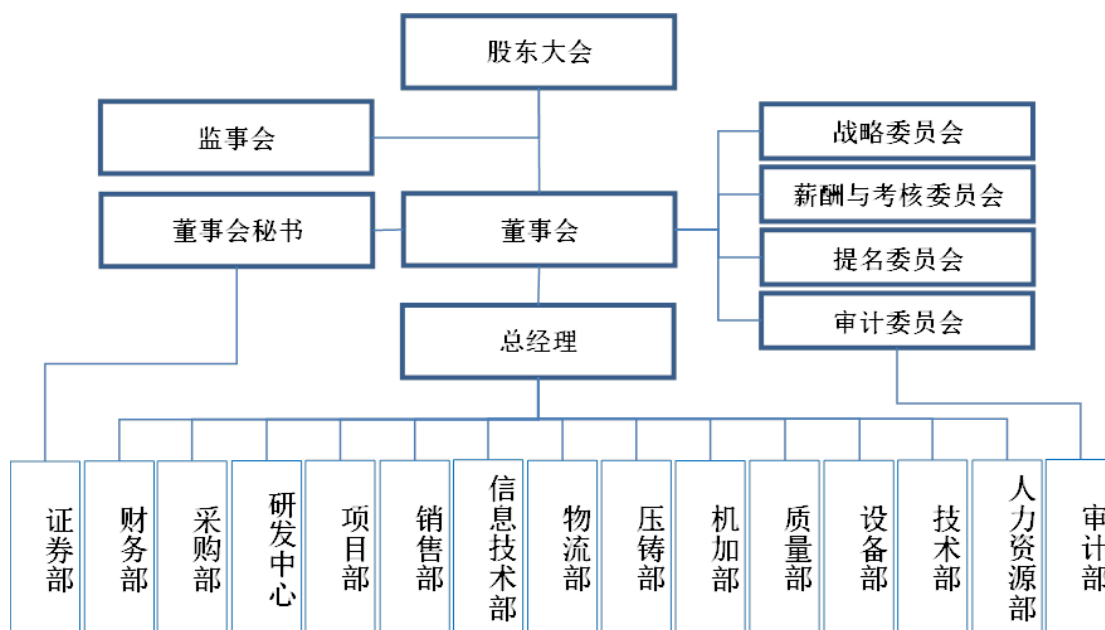 股东大会
监事会
战略委员会
薪酬与考核委员会
董事会秘书
董事会
提名委员会
审计委员会
总经理
证券部
财务部
采购部
研发中心
项目部
销售部
信息技术部
物流部
压铸部
机加部
质量部
设备部
技术部
人力资源部
审计部